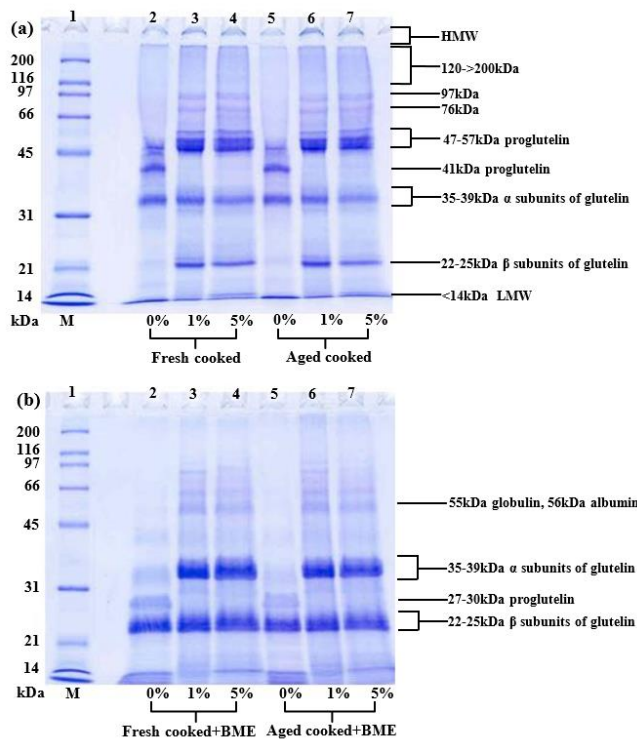 (a)
1 2 3 4 5 6 7
HMW
200
120->200kDa
116
97
97kDa
76kDa
66
47-57kDa proglutelin
45
41kDa proglutelin
35-39kDa α subunits of glutelin
31
22-25kDa β subunits of glutelin
21
14
<14kDa LMW
kDa M 0% 1% 5% 0% 1% 5%
Fresh cooked Aged cooked
(b)
1 2 3 4 5 6 7
200
116
97
66
55kDa globulin, 56kDa albumin
45
35-39kDa α subunits of glutelin
31
27-30kDa proglutelin
22-25kDa β subunits of glutelin
21
14
kDa M 0% 1% 5% 0% 1% 5%
Fresh cooked+BME Aged cooked+BME